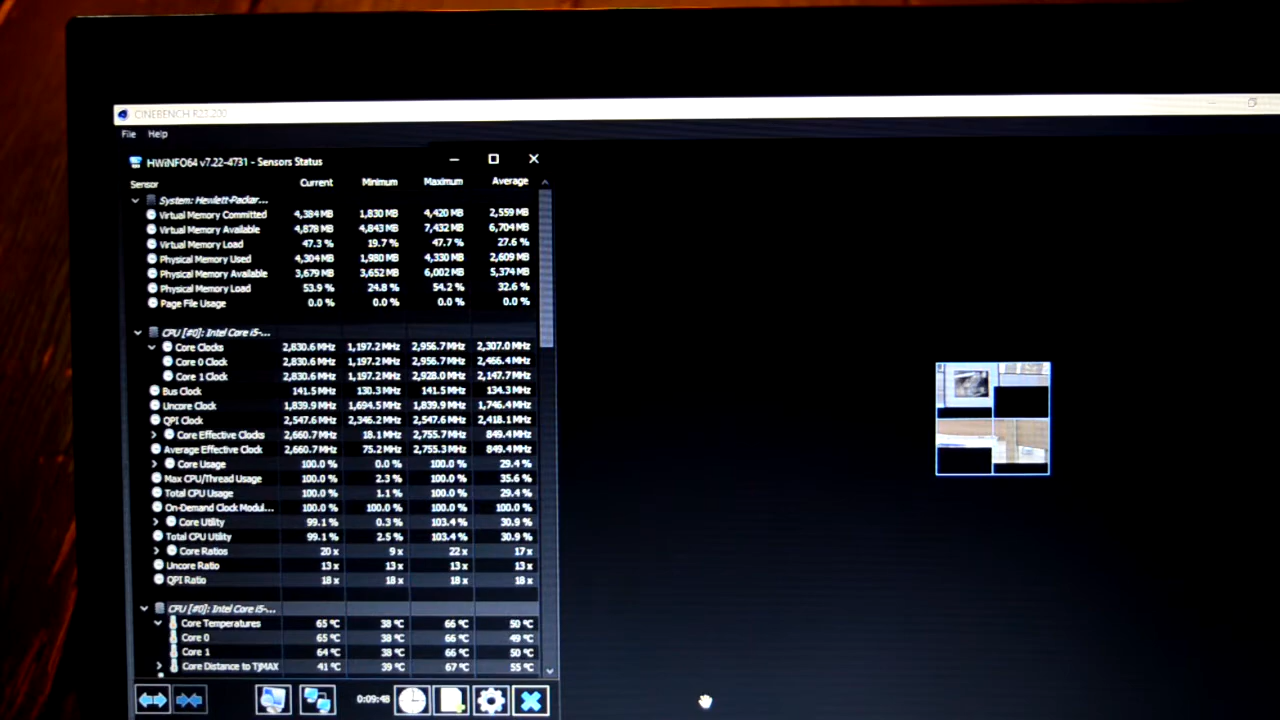 CINEBENCH R23.200
File Help
HWiNFO64 v7.22-4731 - Sensors Status
Sensor Current Minimum Maximum Average
System: Hewlett-Packar...
Virtual Memory Committed 4,384 MB 1,830 MB 4,420 MB 2,559 MB
Virtual Memory Available 4,878 MB 4,843 MB 7,432 MB 6,704 MB
Virtual Memory Load 47.3 % 19.7 % 47.7 % 27.6 %
Physical Memory Used 4,304 MB 1,980 MB 4,330 MB 2,609 MB
Physical Memory Available 3,679 MB 3,652 MB 6,002 MB 5,374 MB
Physical Memory Load 53.9 % 24.8 % 54.2 % 32.6 %
Page File Usage 0.0 % 0.0 % 0.0 % 0.0 %
CPU [#0]: Intel Core i5-...
Core Clocks 2,830.6 MHz 1,197.2 MHz 2,956.7 MHz 2,307.0 MHz
Core 0 Clock 2,830.6 MHz 1,197.2 MHz 2,956.7 MHz 2,466.4 MHz
Core 1 Clock 2,830.6 MHz 1,197.2 MHz 2,928.0 MHz 2,147.7 MHz
Bus Clock 141.5 MHz 130.3 MHz 141.5 MHz 134.3 MHz
Uncore Clock 1,839.9 MHz 1,694.5 MHz 1,839.9 MHz 1,746.4 MHz
QPI Clock 2,547.6 MHz 2,346.2 MHz 2,547.6 MHz 2,418.1 MHz
Core Effective Clocks 2,660.7 MHz 18.1 MHz 2,755.7 MHz 849.4 MHz
Average Effective Clock 2,660.7 MHz 75.2 MHz 2,755.3 MHz 849.4 MHz
Core Usage 100.0 % 0.0 % 100.0 % 29.4 %
Max CPU/Thread Usage 100.0 % 2.3 % 100.0 % 35.6 %
Total CPU Usage 100.0 % 1.1 % 100.0 % 29.4 %
On-Demand Clock Modul... 100.0 % 100.0 % 100.0 % 100.0 %
Core Utility 99.1 % 0.3 % 103.4 % 30.9 %
Total CPU Utility 99.1 % 2.5 % 103.4 % 30.9 %
Core Ratios 20 x 9 x 22 x 17 x
Uncore Ratio 13 x 13 x 13 x 13 x
QPI Ratio 18 x 18 x 18 x 18 x
CPU [#0]: Intel Core i5-...
Core Temperatures 65 °C 38 °C 66 °C 50 °C
Core 0 65 °C 38 °C 66 °C 49 °C
Core 1 64 °C 38 °C 66 °C 50 °C
Core Distance to TjMAX 41 °C 39 °C 67 °C 55 °C
0:09:48